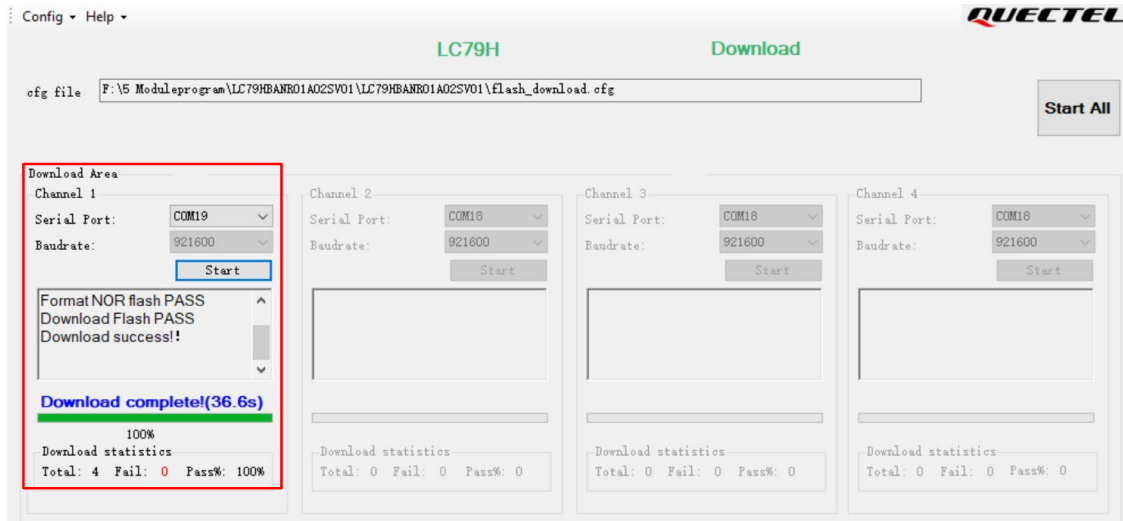 Config Help
QUECTEL
LC79H Download
cfg file F:\5 Moduleprogram\LC79HBANR01A02SV01\LC79HBANR01A02SV01\flash_download.cfg
Start All
Download Area
Channel 1
Serial Port: COM19
Baudrate: 921600
Start
Format NOR flash PASS
Download Flash PASS
Download success!!
Download complete!(36.6s)
100%
Download statistics
Total: 4 Fail: 0 Pass%: 100%
Channel 2
Serial Port: COM18
Baudrate: 921600
Start
Download statistics
Total: 0 Fail: 0 Pass%: 0
Channel 3
Serial Port: COM18
Baudrate: 921600
Start
Download statistics
Total: 0 Fail: 0 Pass%: 0
Channel 4
Serial Port: COM18
Baudrate: 921600
Start
Download statistics
Total: 0 Fail: 0 Pass%: 0